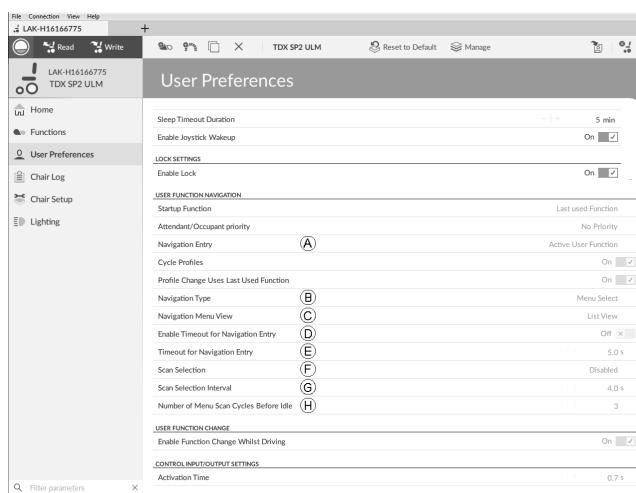 File Connection View Help
LAK-H16166775 +
Read Write TDX SP2 ULM Reset to Default Manage
LAK-H16166775
TDX SP2 ULM
User Preferences
Home
Functions
User Preferences
Chair Log
Chair Setup
Lighting
Filter parameters
Sleep Timeout Duration 5 min
Enable Joystick Wakeup On
LOCK SETTINGS
Enable Lock On
USER FUNCTION NAVIGATION
Startup Function Last used Function
Attendant/Occupant priority No Priority
Navigation Entry A Active User Function
Cycle Profiles On
Profile Change Uses Last Used Function On
Navigation Type B Menu Select
Navigation Menu View C List View
Enable Timeout for Navigation Entry D Off
Timeout for Navigation Entry E 5.0 s
Scan Selection F Disabled
Scan Selection Interval G 4.0 s
Number of Menu Scan Cycles Before Idle H 3
USER FUNCTION CHANGE
Enable Function Change Whilst Driving On
CONTROL INPUT/OUTPUT SETTINGS
Activation Time 0.7 s